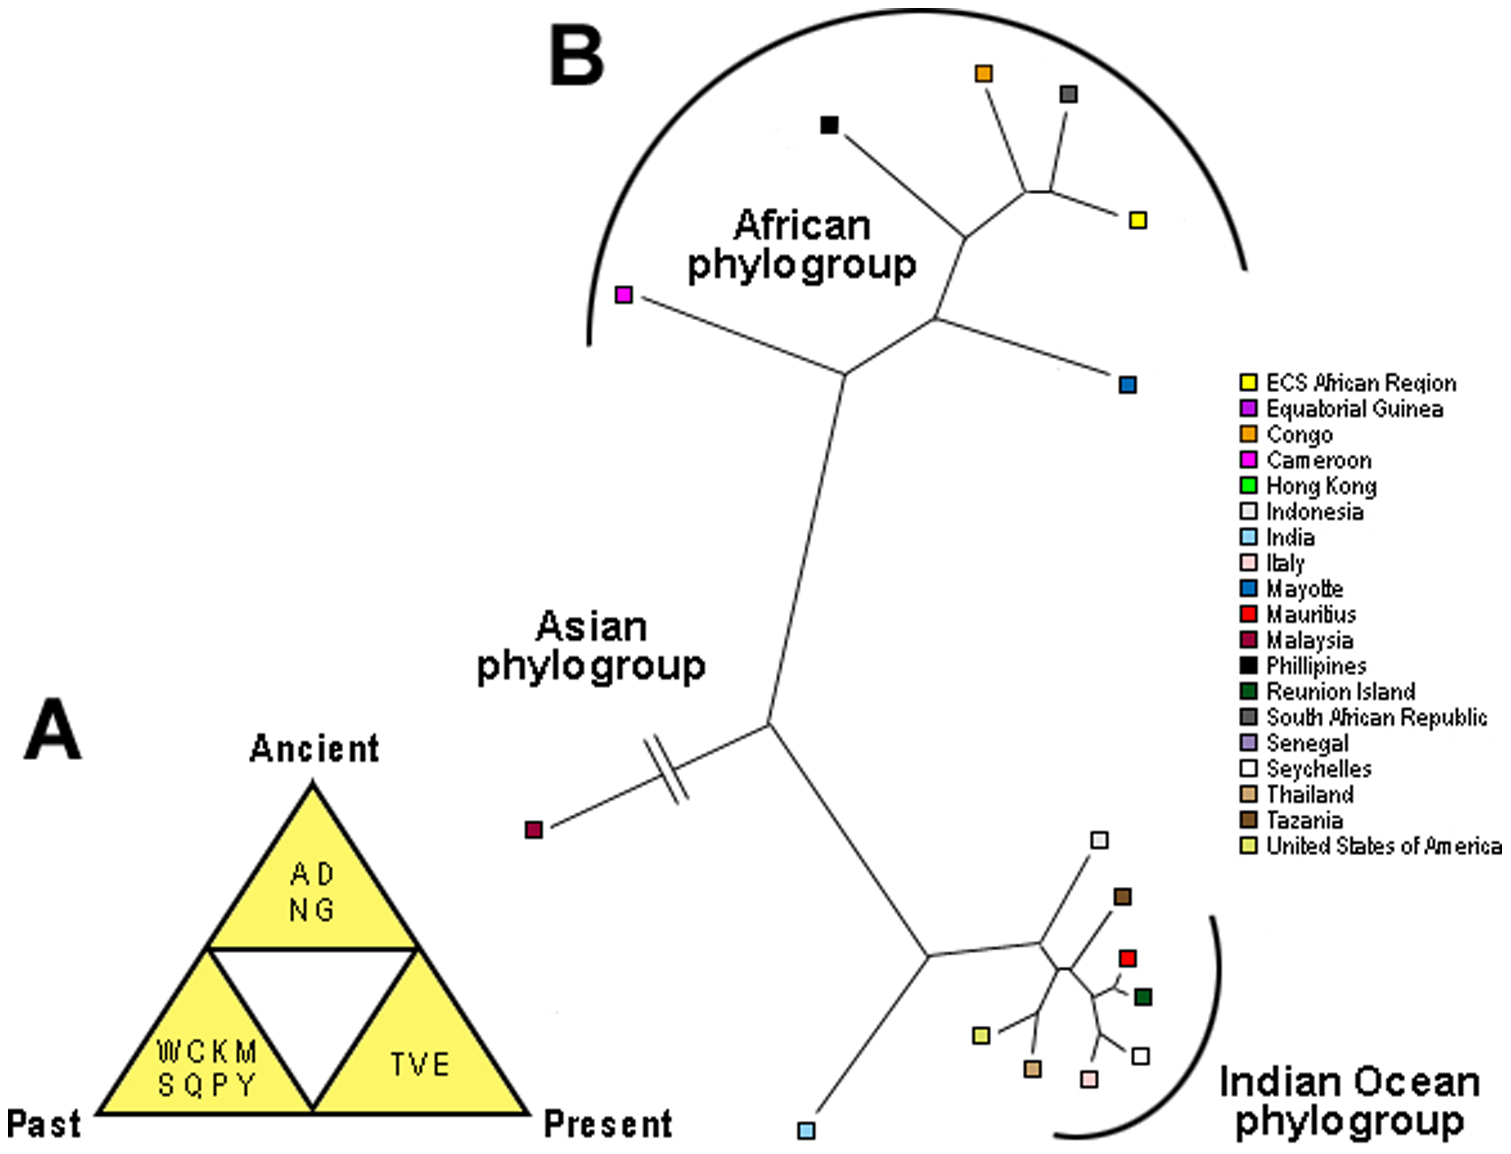 B
African
phylogroup
ECS African Region
Equatorial Guinea
Congo
Cameroon
Hong Kong
Indonesia
India
Italy
Mayotte
Mauritius
Malaysia
Phillipines
Reunion Island
South African Republic
Senegal
Seychelles
Thailand
Tazania
United States of America
Asian
phylogroup
A
Ancient
A D
N G
W C K M
S Q P Y
T V E
Past
Present
Indian Ocean
phylogroup